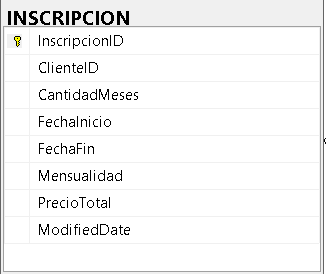 INSCRIPCION
InscripcionID
ClienteID
CantidadMeses
FechaInicio
FechaFin
Mensualidad
PrecioTotal
ModifiedDate